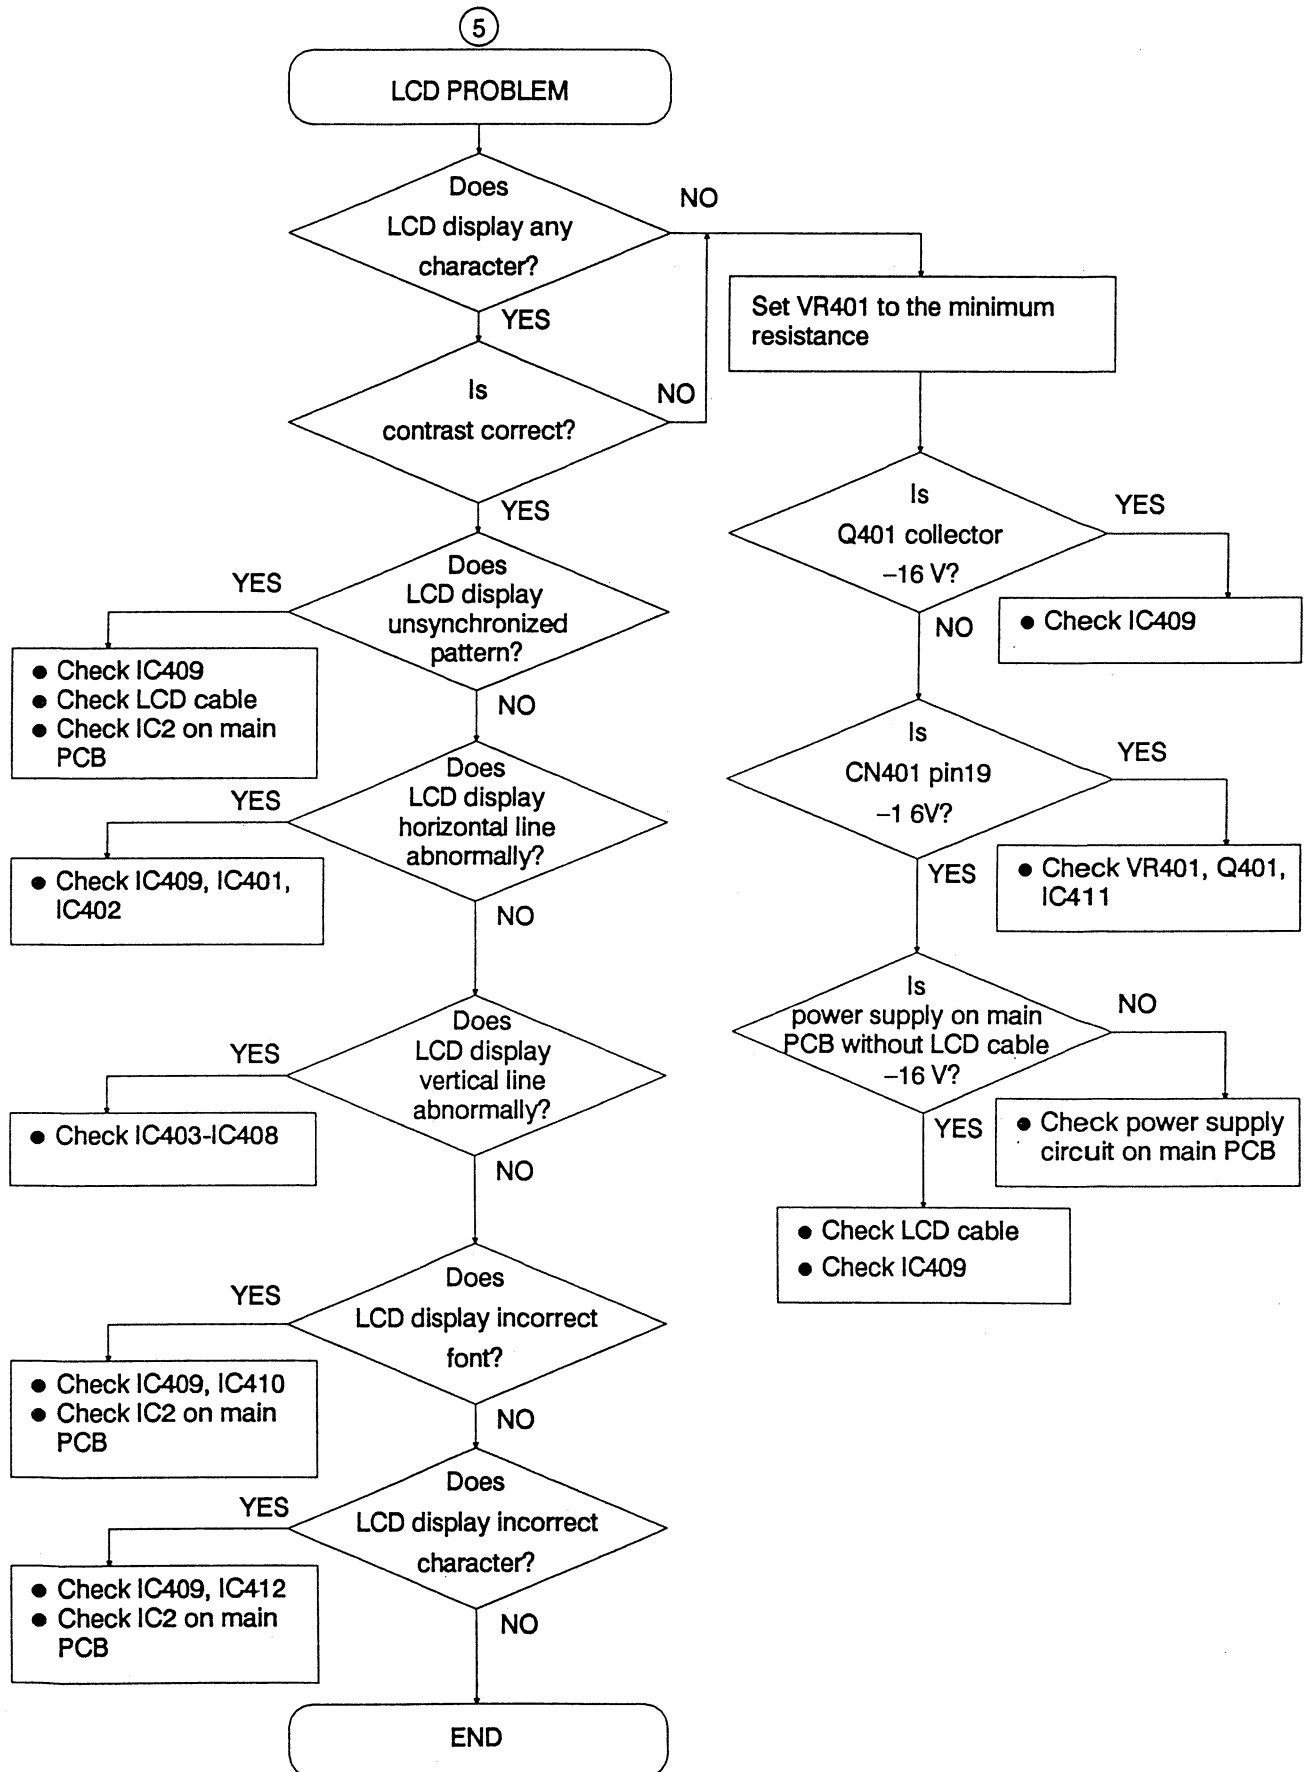 5
LCD PROBLEM
Does
LCD display any
character?
NO
YES
Set VR401 to the minimum
resistance
Is
contrast correct?
NO
YES
Is
Q401 collector
–16 V?
YES
NO
● Check IC409
Does
LCD display
unsynchronized
pattern?
YES
NO
● Check IC409
● Check LCD cable
● Check IC2 on main
PCB
Is
CN401 pin19
–1 6V?
YES
YES
● Check VR401, Q401,
IC411
Does
LCD display
horizontal line
abnormally?
YES
NO
● Check IC409, IC401,
IC402
Is
power supply on main
PCB without LCD cable
–16 V?
NO
YES
● Check power supply
circuit on main PCB
● Check LCD cable
● Check IC409
Does
LCD display
vertical line
abnormally?
YES
NO
● Check IC403-IC408
Does
LCD display incorrect
font?
YES
NO
● Check IC409, IC410
● Check IC2 on main
PCB
Does
LCD display incorrect
character?
YES
NO
● Check IC409, IC412
● Check IC2 on main
PCB
END